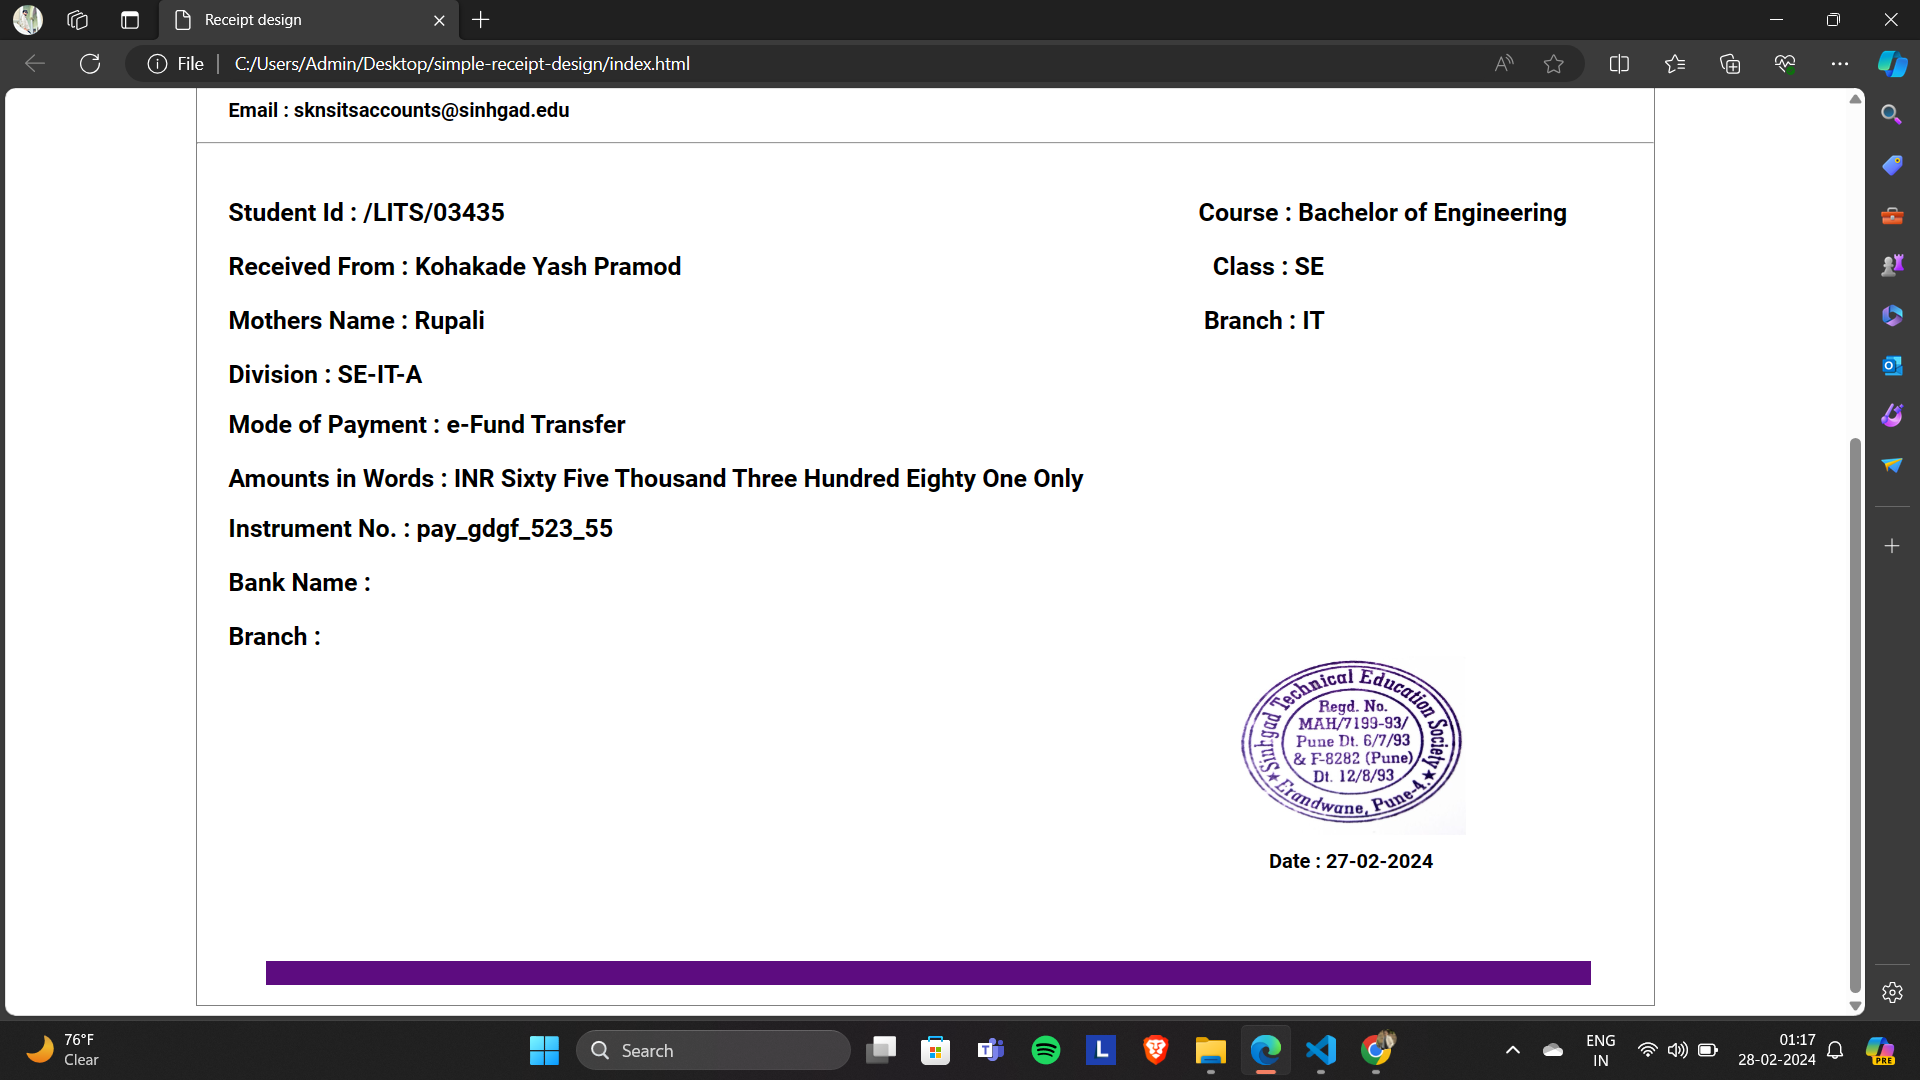 Receipt design
File
C:/Users/Admin/Desktop/simple-receipt-design/index.html
Email : sknsitsaccounts@sinhgad.edu
Student Id : /LITS/03435
Course : Bachelor of Engineering
Received From : Kohakade Yash Pramod
Class : SE
Mothers Name : Rupali
Branch : IT
Division : SE-IT-A
Mode of Payment : e-Fund Transfer
Amounts in Words : INR Sixty Five Thousand Three Hundred Eighty One Only
Instrument No. : pay_gdgf_523_55
Bank Name :
Branch :
Sinhgad Technical Education Society
Regd. No.
MAH/7199-93/
Pune Dt. 6/7/93
& F-8282 (Pune)
Dt. 12/8/93
★ Erandwane, Pune-4. ★
Date : 27-02-2024
76°F
Clear
Search
L
ENG
IN
01:17
28-02-2024
PRE